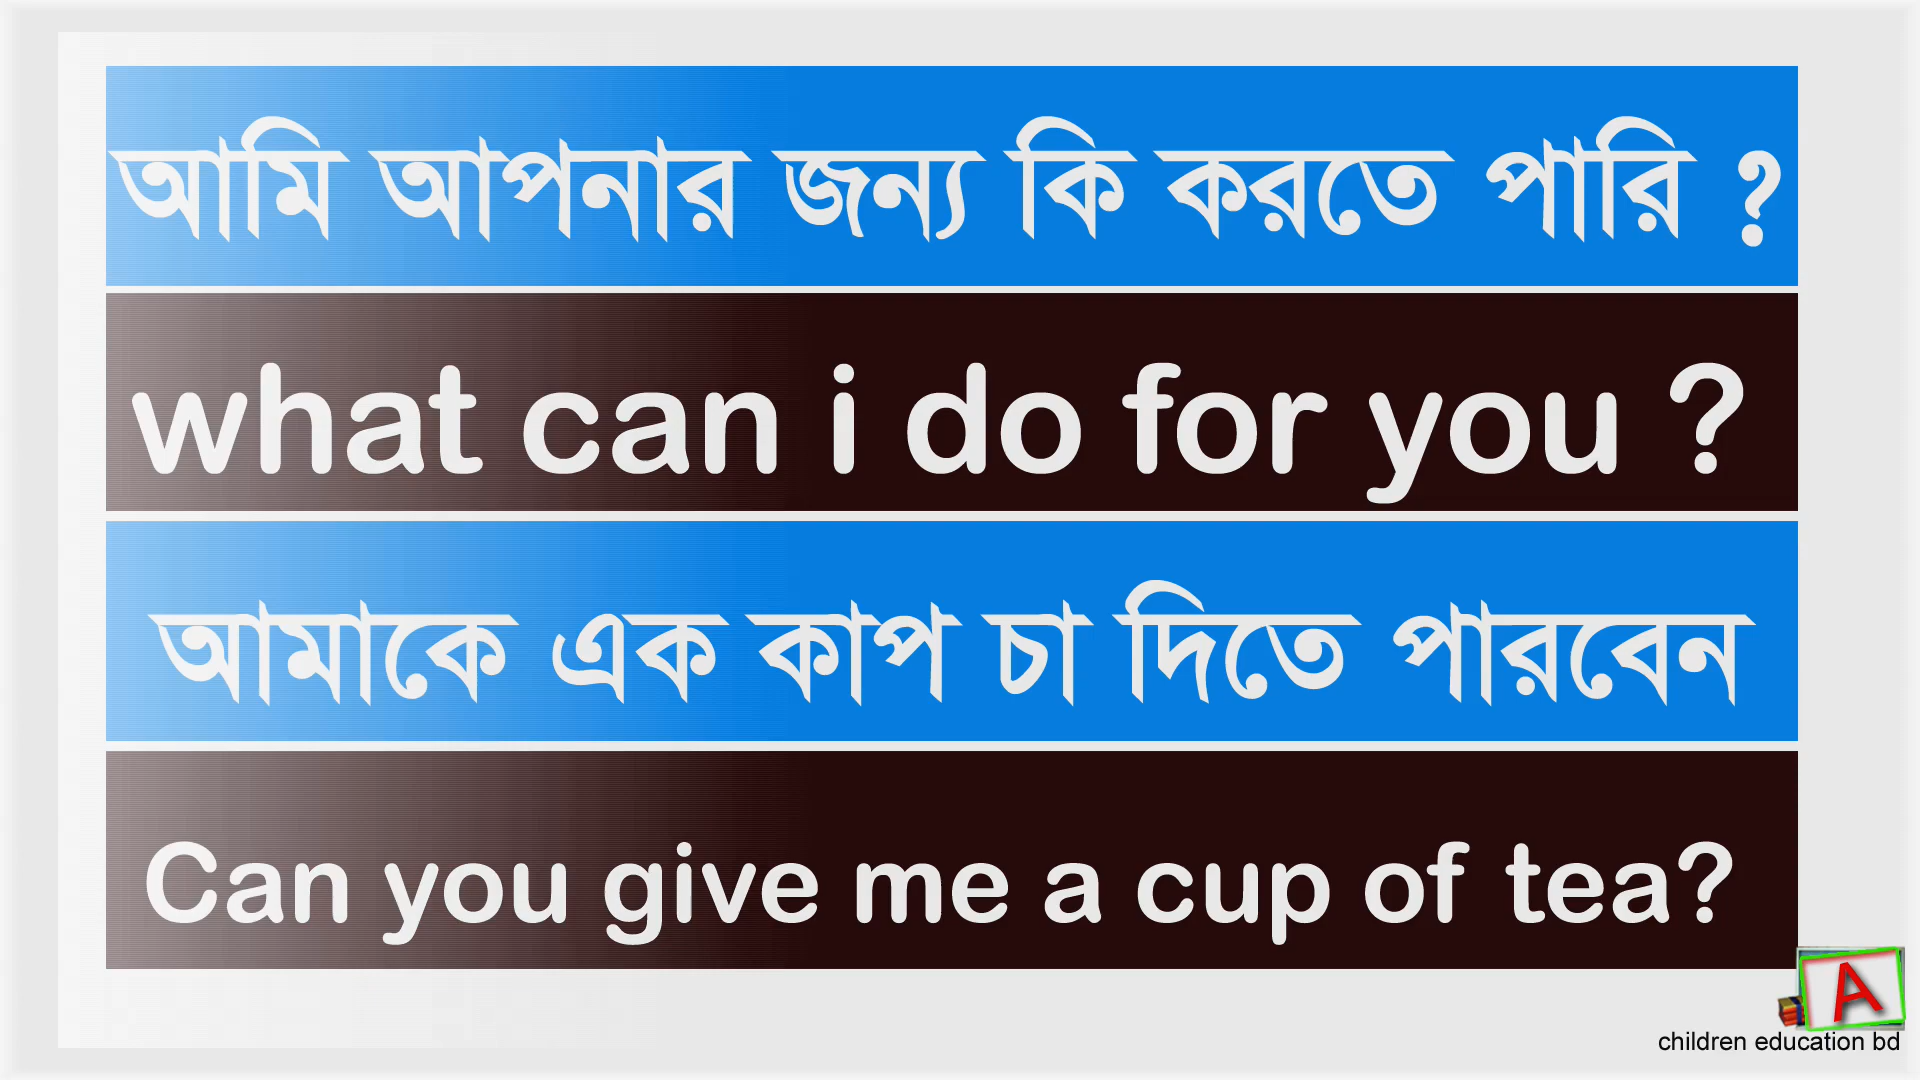 আমি আপনার জন্য কি করতে পারি ?
what can i do for you ?
আমাকে এক কাপ চা দিতে পারবেন
Can you give me a cup of tea?
A
children education bd